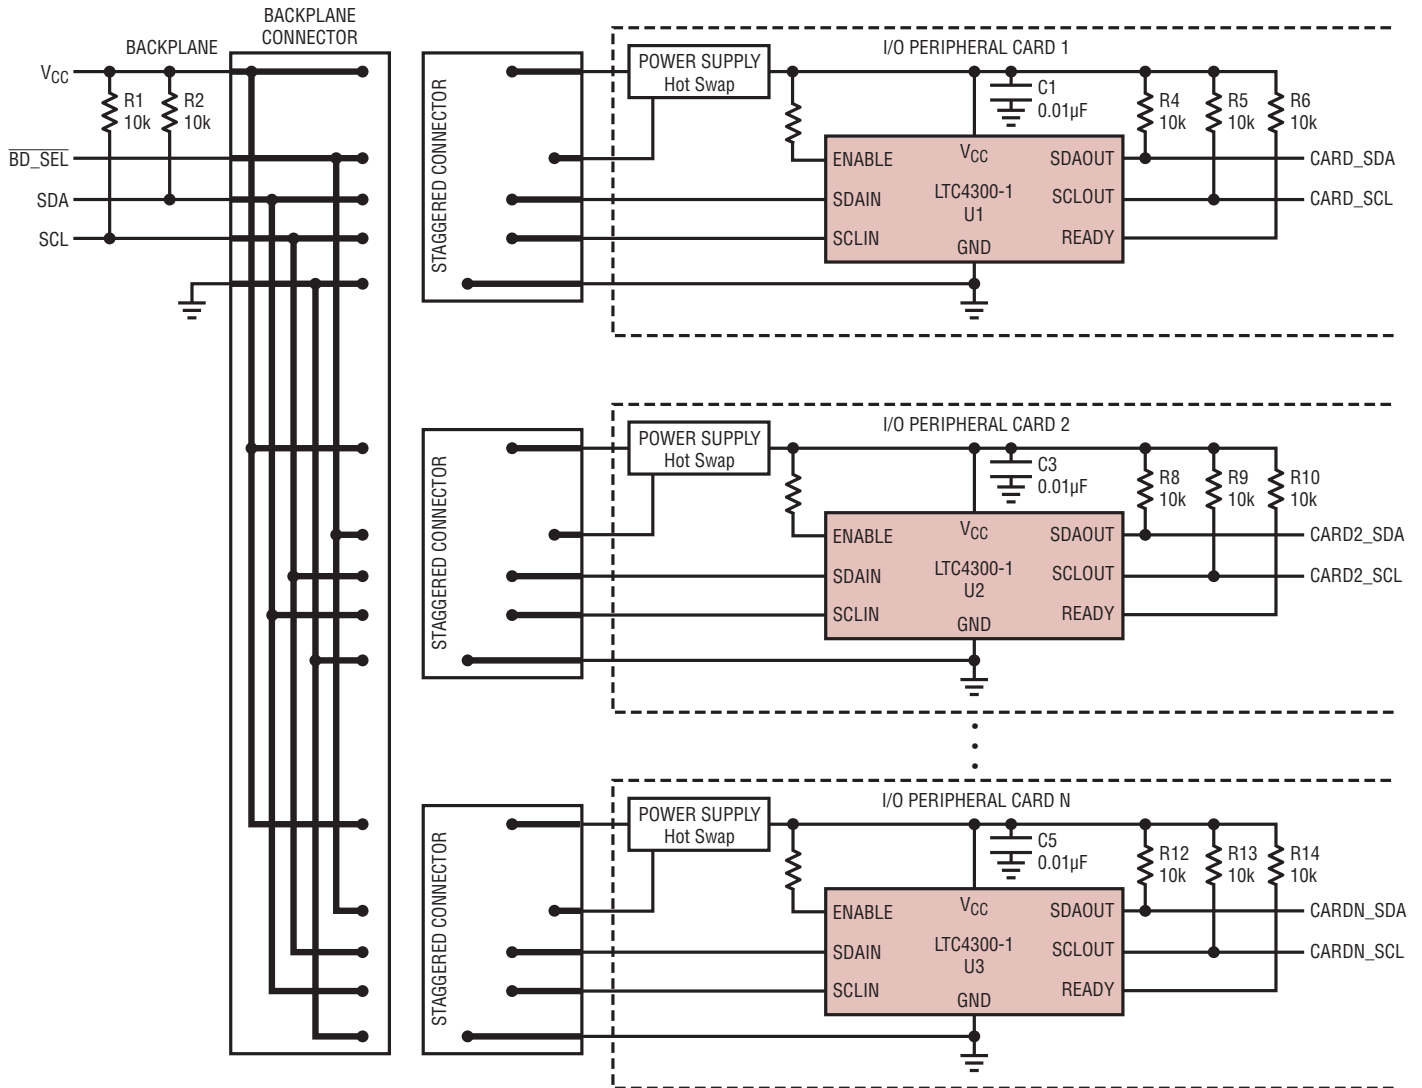 BACKPLANE
CONNECTOR
BACKPLANE
VCC
R1
10k
R2
10k
BD_SEL
SDA
SCL
STAGGERED CONNECTOR
I/O PERIPHERAL CARD 1
POWER SUPPLY
Hot Swap
C1
0.01µF
R4
10k
R5
10k
R6
10k
ENABLE
VCC
SDAOUT
CARD_SDA
SDAIN
LTC4300-1
U1
SCLOUT
CARD_SCL
SCLIN
GND
READY
STAGGERED CONNECTOR
I/O PERIPHERAL CARD 2
POWER SUPPLY
Hot Swap
C3
0.01µF
R8
10k
R9
10k
R10
10k
ENABLE
VCC
SDAOUT
CARD2_SDA
SDAIN
LTC4300-1
U2
SCLOUT
CARD2_SCL
SCLIN
GND
READY
STAGGERED CONNECTOR
I/O PERIPHERAL CARD N
POWER SUPPLY
Hot Swap
C5
0.01µF
R12
10k
R13
10k
R14
10k
ENABLE
VCC
SDAOUT
CARDN_SDA
SDAIN
LTC4300-1
U3
SCLOUT
CARDN_SCL
SCLIN
GND
READY